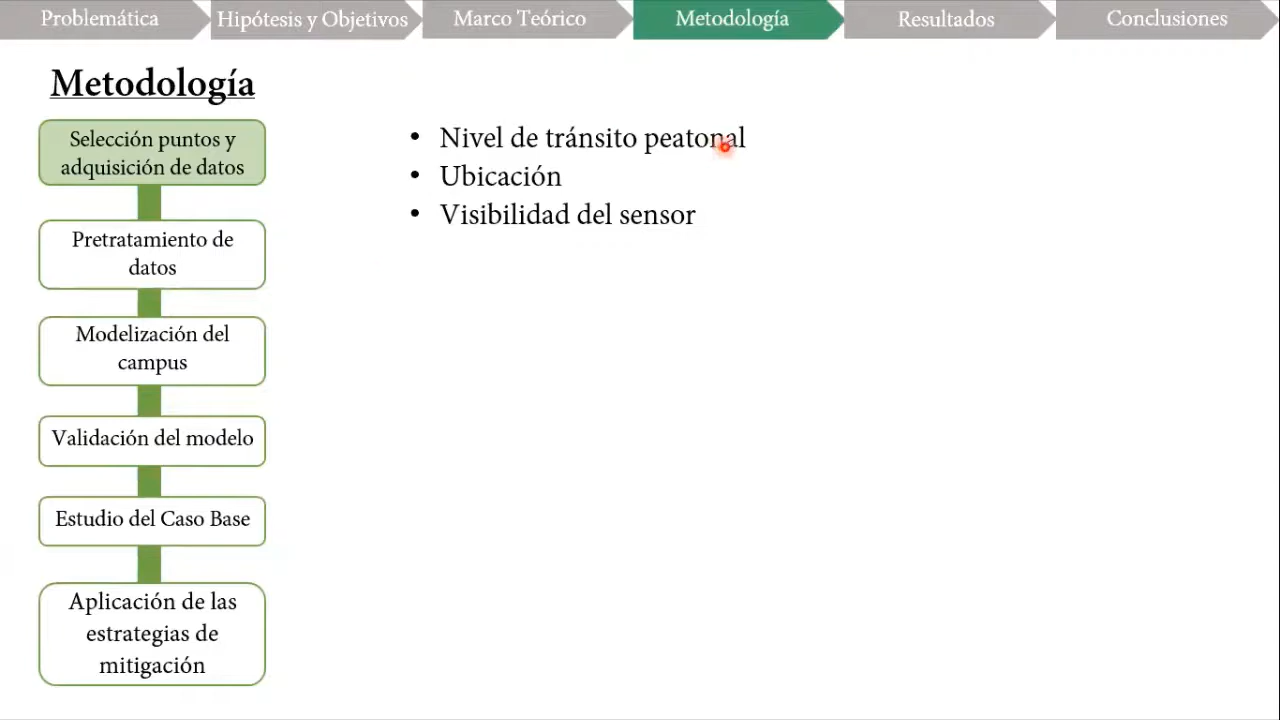 Problemática
Hipótesis y Objetivos
Marco Teórico
Metodología
Resultados
Conclusiones
Metodología
Selección puntos y
adquisición de datos
Pretratamiento de
datos
Modelización del
campus
Validación del modelo
Estudio del Caso Base
Aplicación de las
estrategias de
mitigación
• Nivel de tránsito peatonal
• Ubicación
• Visibilidad del sensor